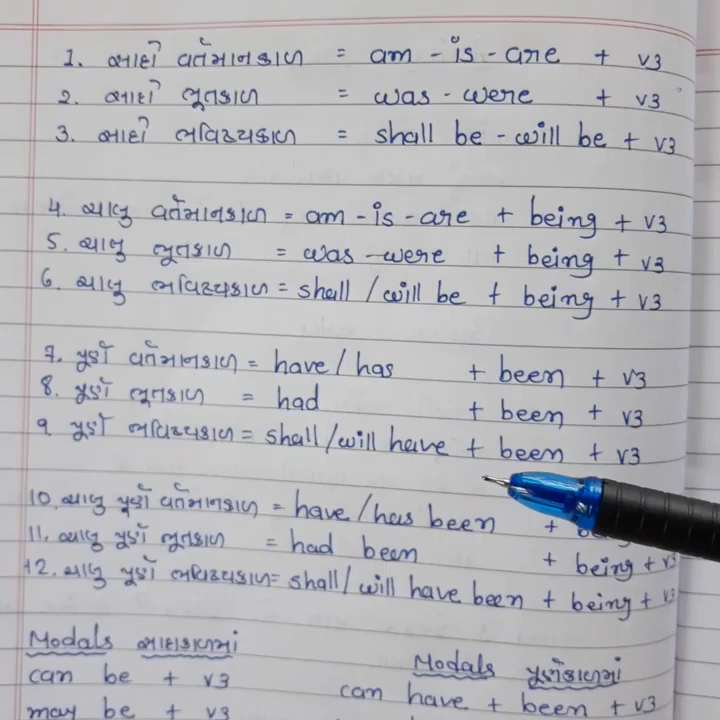 1. સાદો વર્તમાનકાળ = am - is - are + v3
2. સાદો ભૂતકાળ = was - were + v3
3. સાદો ભવિષ્યકાળ = shall be - will be + v3
4. ચાલુ વર્તમાનકાળ = am - is - are + being + v3
5. ચાલુ ભૂતકાળ = was - were + being + v3
6. ચાલુ ભવિષ્યકાળ = shall / will be + being + v3
7. પૂર્ણ વર્તમાનકાળ = have / has + been + v3
8. પૂર્ણ ભૂતકાળ = had + been + v3
9 પૂર્ણ ભવિષ્યકાળ = shall / will have + been + v3
10. ચાલુ પૂર્ણ વર્તમાનકાળ = have / has been +
11. ચાલુ પૂર્ણ ભૂતકાળ = had been + being + v3
12. ચાલુ પૂર્ણ ભવિષ્યકાળ = shall / will have been + being + v3
Modals સાદાકાળમાં
can be + v3
may be + v3
Modals પૂર્ણકાળમાં
can have + been + v3